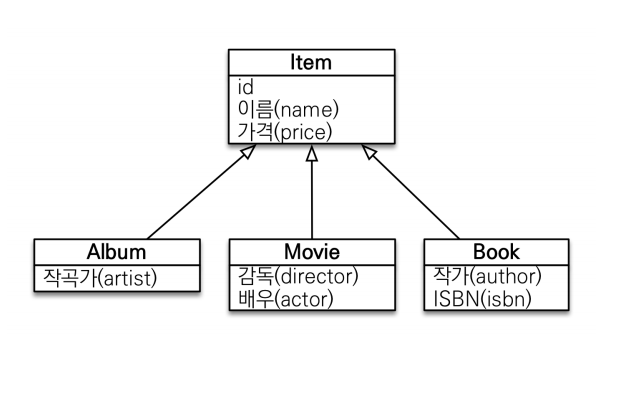 Item
id
이름(name)
가격(price)
Album
작곡가(artist)
Movie
감독(director)
배우(actor)
Book
작가(author)
ISBN(isbn)